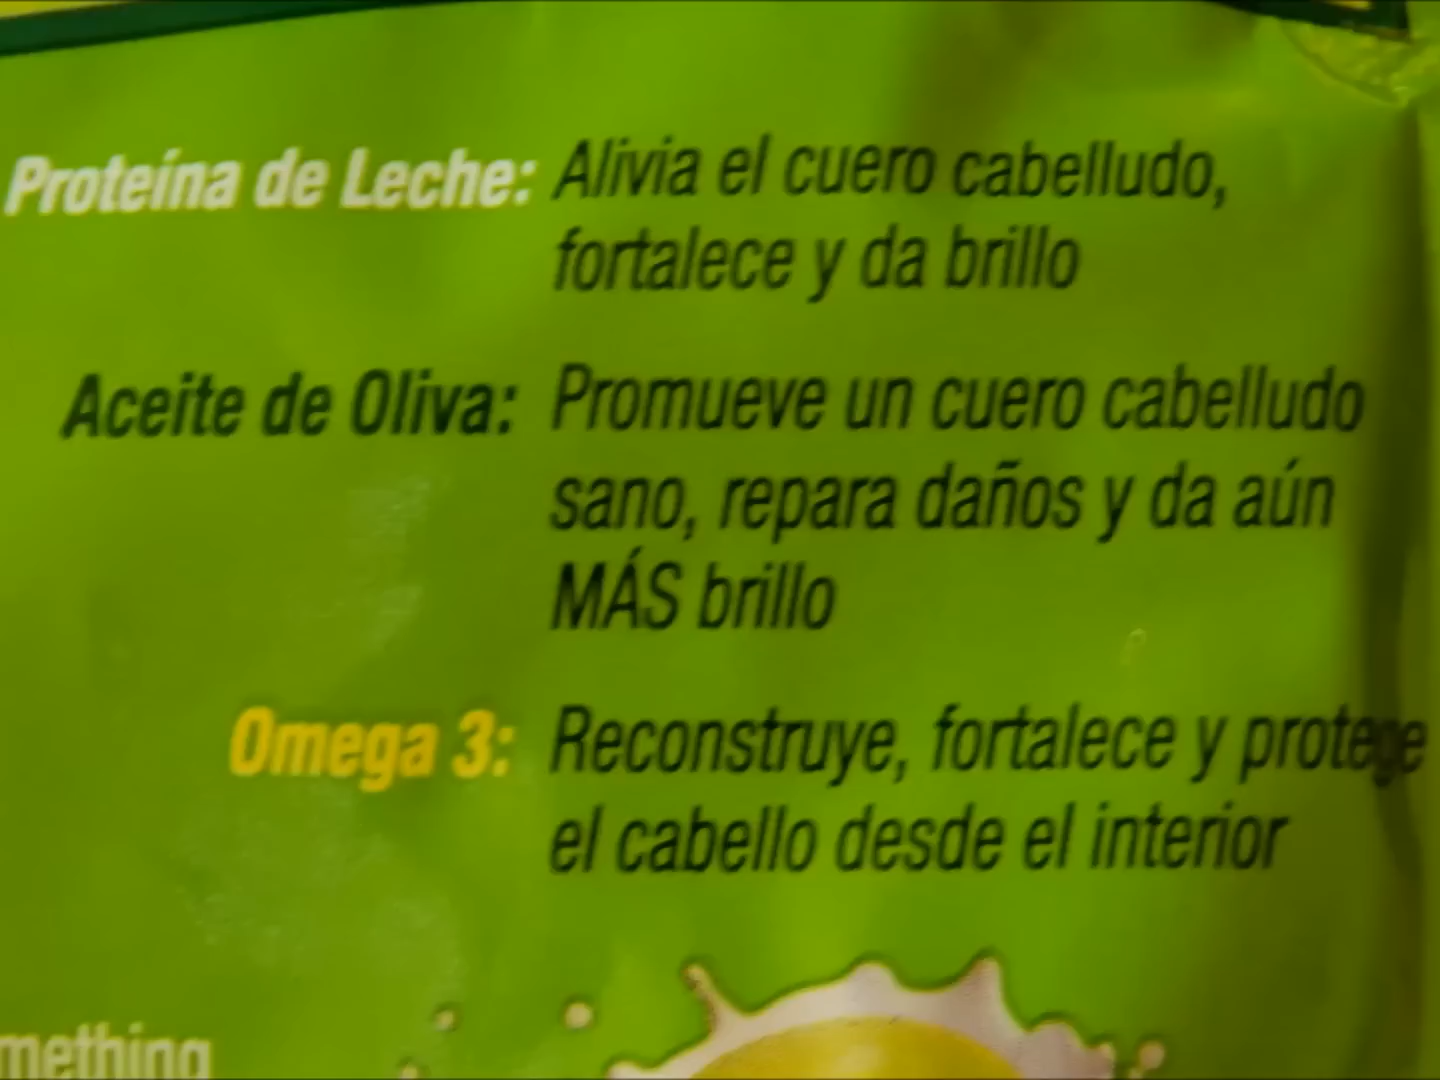 Proteína de Leche: Alivia el cuero cabelludo,
fortalece y da brillo
Aceite de Oliva: Promueve un cuero cabelludo
sano, repara daños y da aún
MÁS brillo
Omega 3: Reconstruye, fortalece y protege
el cabello desde el interior
mething